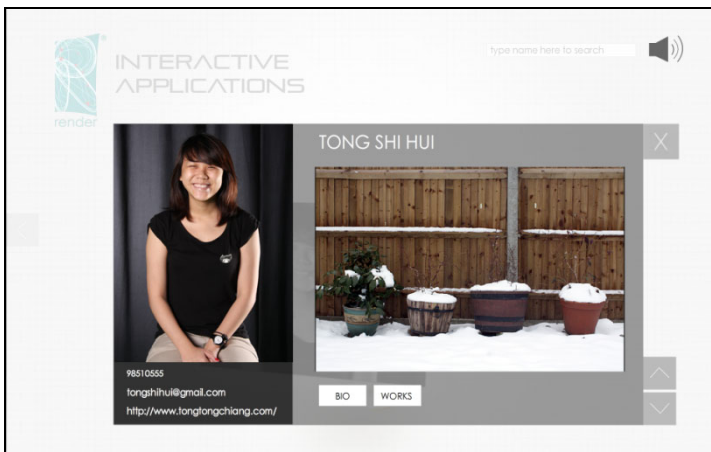 INTERACTIVE
APPLICATIONS
type name here to search
render
TONG SHI HUI
X
98510555
tongshihui@gmail.com
http://www.tongtongchiang.com/
BIO
WORKS